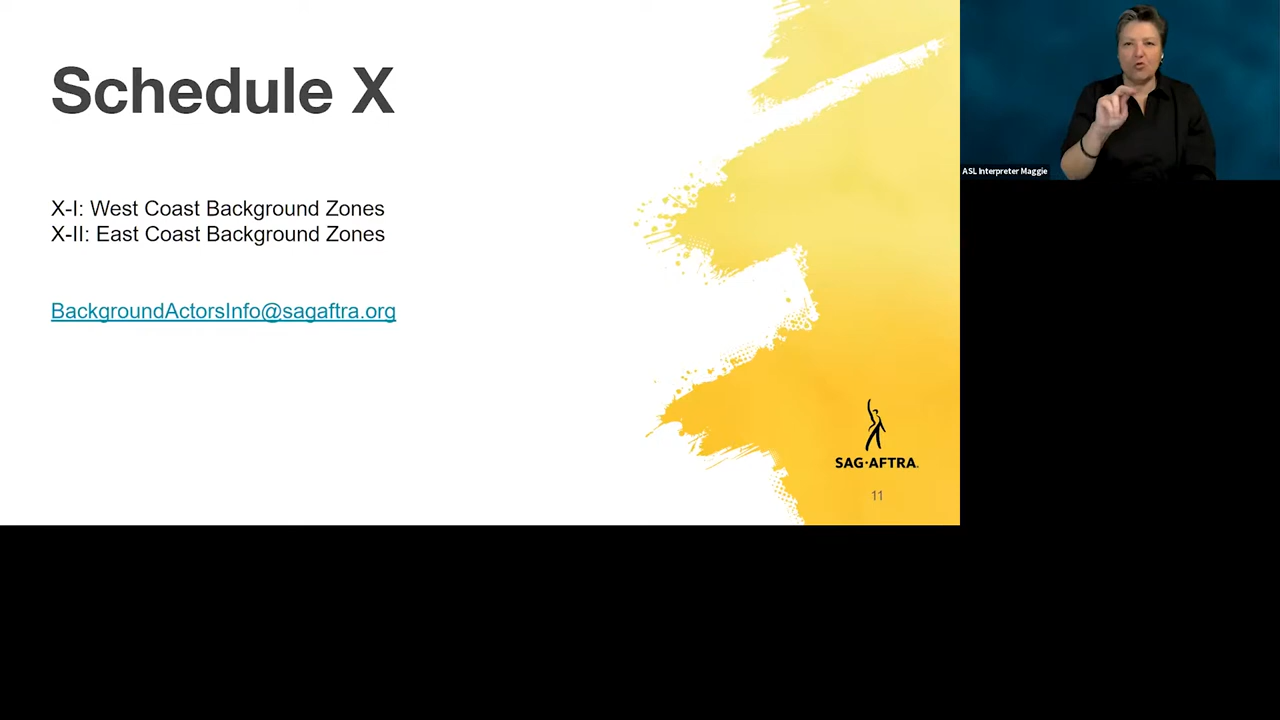 Schedule X
X-I: West Coast Background Zones
X-II: East Coast Background Zones
BackgroundActorsInfo@sagaftra.org
SAG·AFTRA
11
ASL Interpreter Maggie